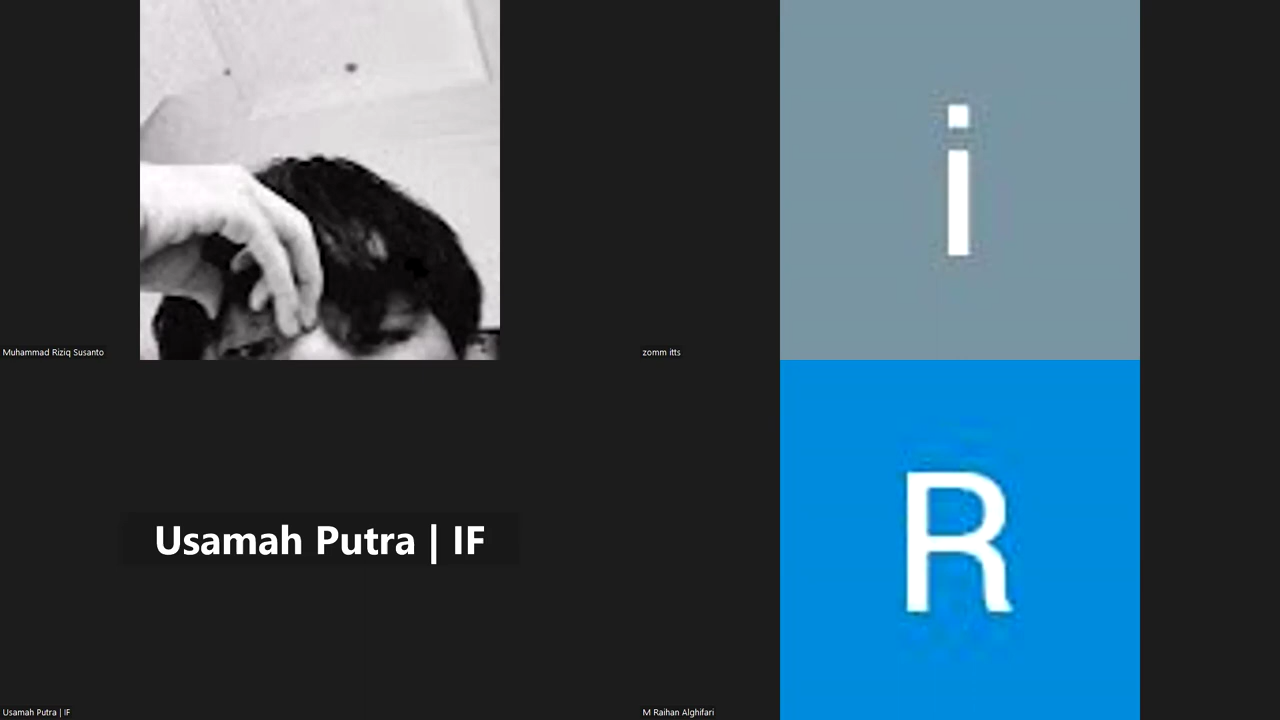 i
Muhammad Riziq Susanto
zomm itts
Usamah Putra | IF
R
Usamah Putra | IF
M Raihan Alghifari